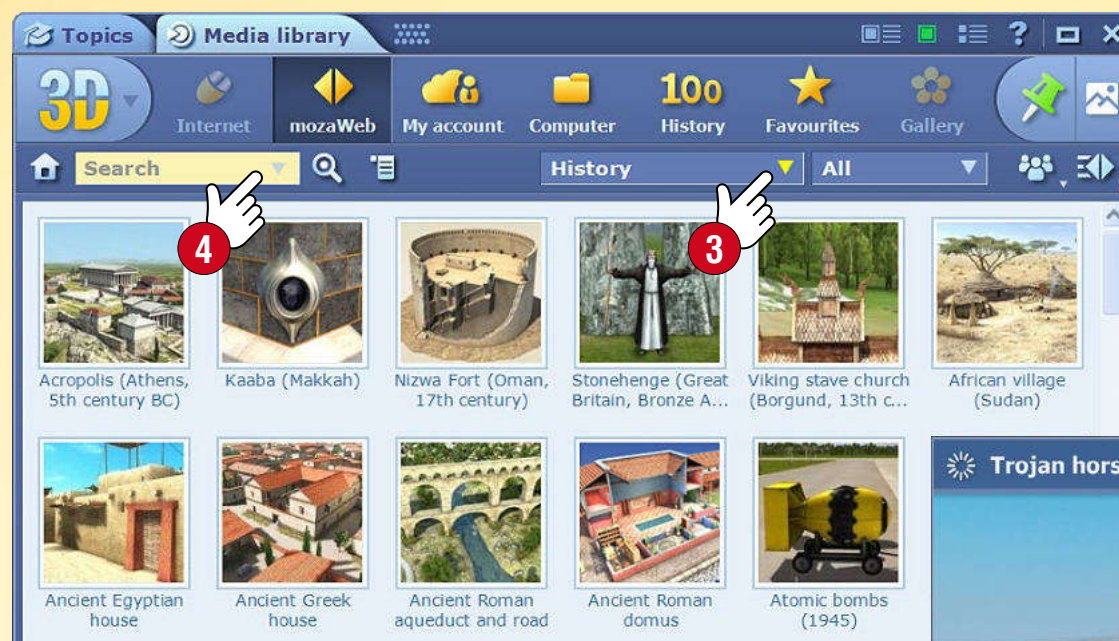 Topics
Media library
?
3D
Internet
mozaWeb
My account
Computer
100
History
Favourites
Gallery
Search
History
All
4
3
Acropolis (Athens,
5th century BC)
Kaaba (Makkah)
Nizwa Fort (Oman,
17th century)
Stonehenge (Great
Britain, Bronze A...
Viking stave church
(Borgund, 13th c...
African village
(Sudan)
Trojan hors
Ancient Egyptian
house
Ancient Greek
house
Ancient Roman
aqueduct and road
Ancient Roman
domus
Atomic bombs
(1945)